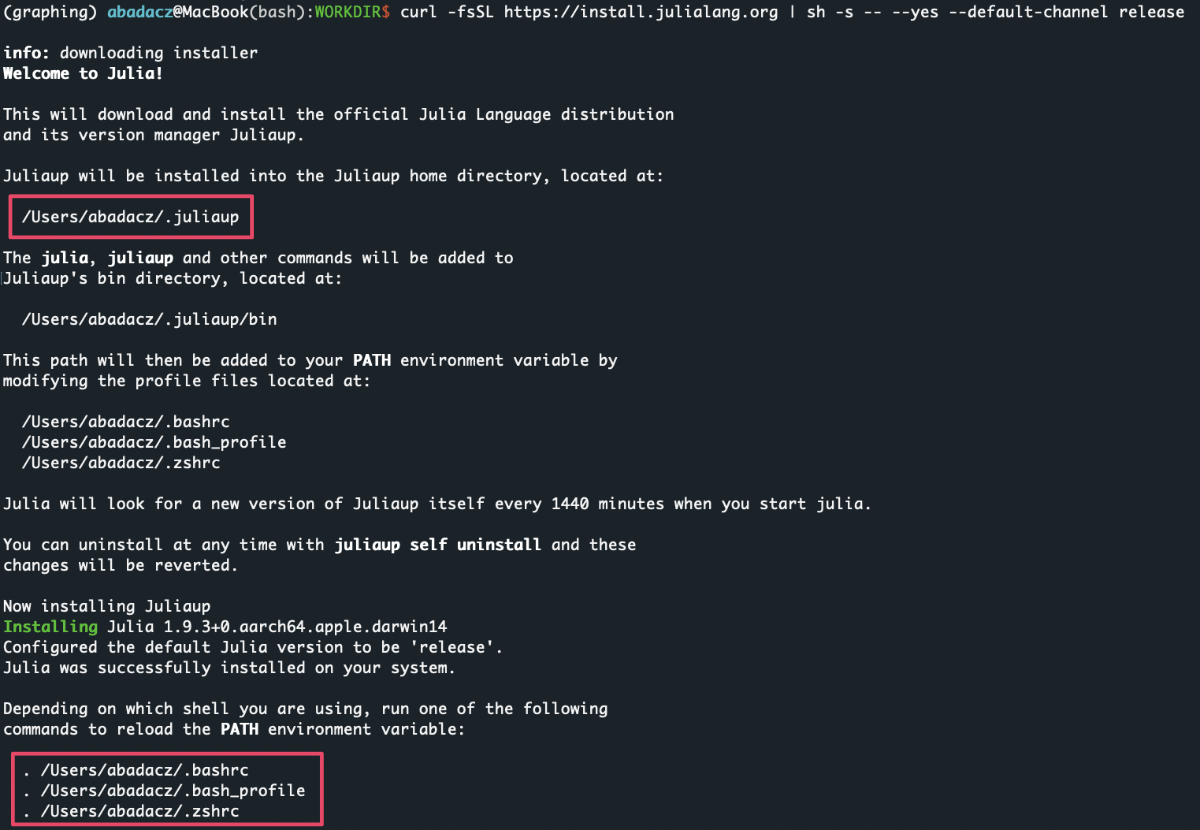 (graphing) abadacz@MacBook(bash):WORKDIR$ curl -fsSL https://install.julialang.org | sh -s -- --yes --default-channel release
info: downloading installer
Welcome to Julia!
This will download and install the official Julia Language distribution
and its version manager Juliaup.
Juliaup will be installed into the Juliaup home directory, located at:
/Users/abadacz/.juliaup
The julia, juliaup and other commands will be added to
Juliaup's bin directory, located at:
/Users/abadacz/.juliaup/bin
This path will then be added to your PATH environment variable by
modifying the profile files located at:
/Users/abadacz/.bashrc
/Users/abadacz/.bash_profile
/Users/abadacz/.zshrc
Julia will look for a new version of Juliaup itself every 1440 minutes when you start julia.
You can uninstall at any time with juliaup self uninstall and these
changes will be reverted.
Now installing Juliaup
Installing Julia 1.9.3+0.aarch64.apple.darwin14
Configured the default Julia version to be 'release'.
Julia was successfully installed on your system.
Depending on which shell you are using, run one of the following
commands to reload the PATH environment variable:
. /Users/abadacz/.bashrc
. /Users/abadacz/.bash_profile
. /Users/abadacz/.zshrc